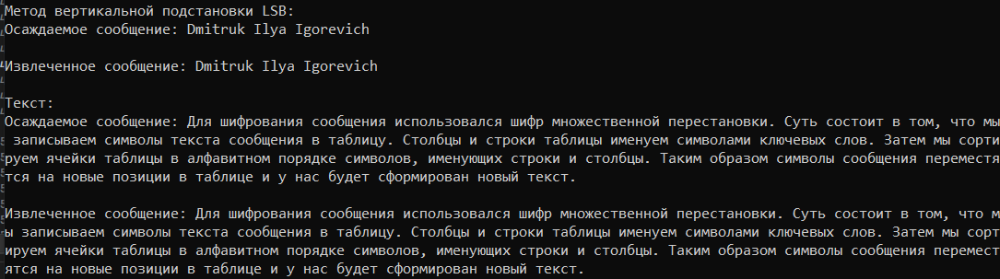 Метод вертикальной подстановки LSB:
Осаждаемое сообщение: Dmitruk Ilya Igorevich
Извлеченное сообщение: Dmitruk Ilya Igorevich
Текст:
Осаждаемое сообщение: Для шифрования сообщения использовался шифр множественной перестановки. Суть состоит в том, что мы
записываем символы текста сообщения в таблицу. Столбцы и строки таблицы именуем символами ключевых слов. Затем мы сорти
руем ячейки таблицы в алфавитном порядке символов, именующих строки и столбцы. Таким образом символы сообщения переместя
тся на новые позиции в таблице и у нас будет сформирован новый текст.
Извлеченное сообщение: Для шифрования сообщения использовался шифр множественной перестановки. Суть состоит в том, что м
ы записываем символы текста сообщения в таблицу. Столбцы и строки таблицы именуем символами ключевых слов. Затем мы сорт
ируем ячейки таблицы в алфавитном порядке символов, именующих строки и столбцы. Таким образом символы сообщения перемест
ятся на новые позиции в таблице и у нас будет сформирован новый текст.